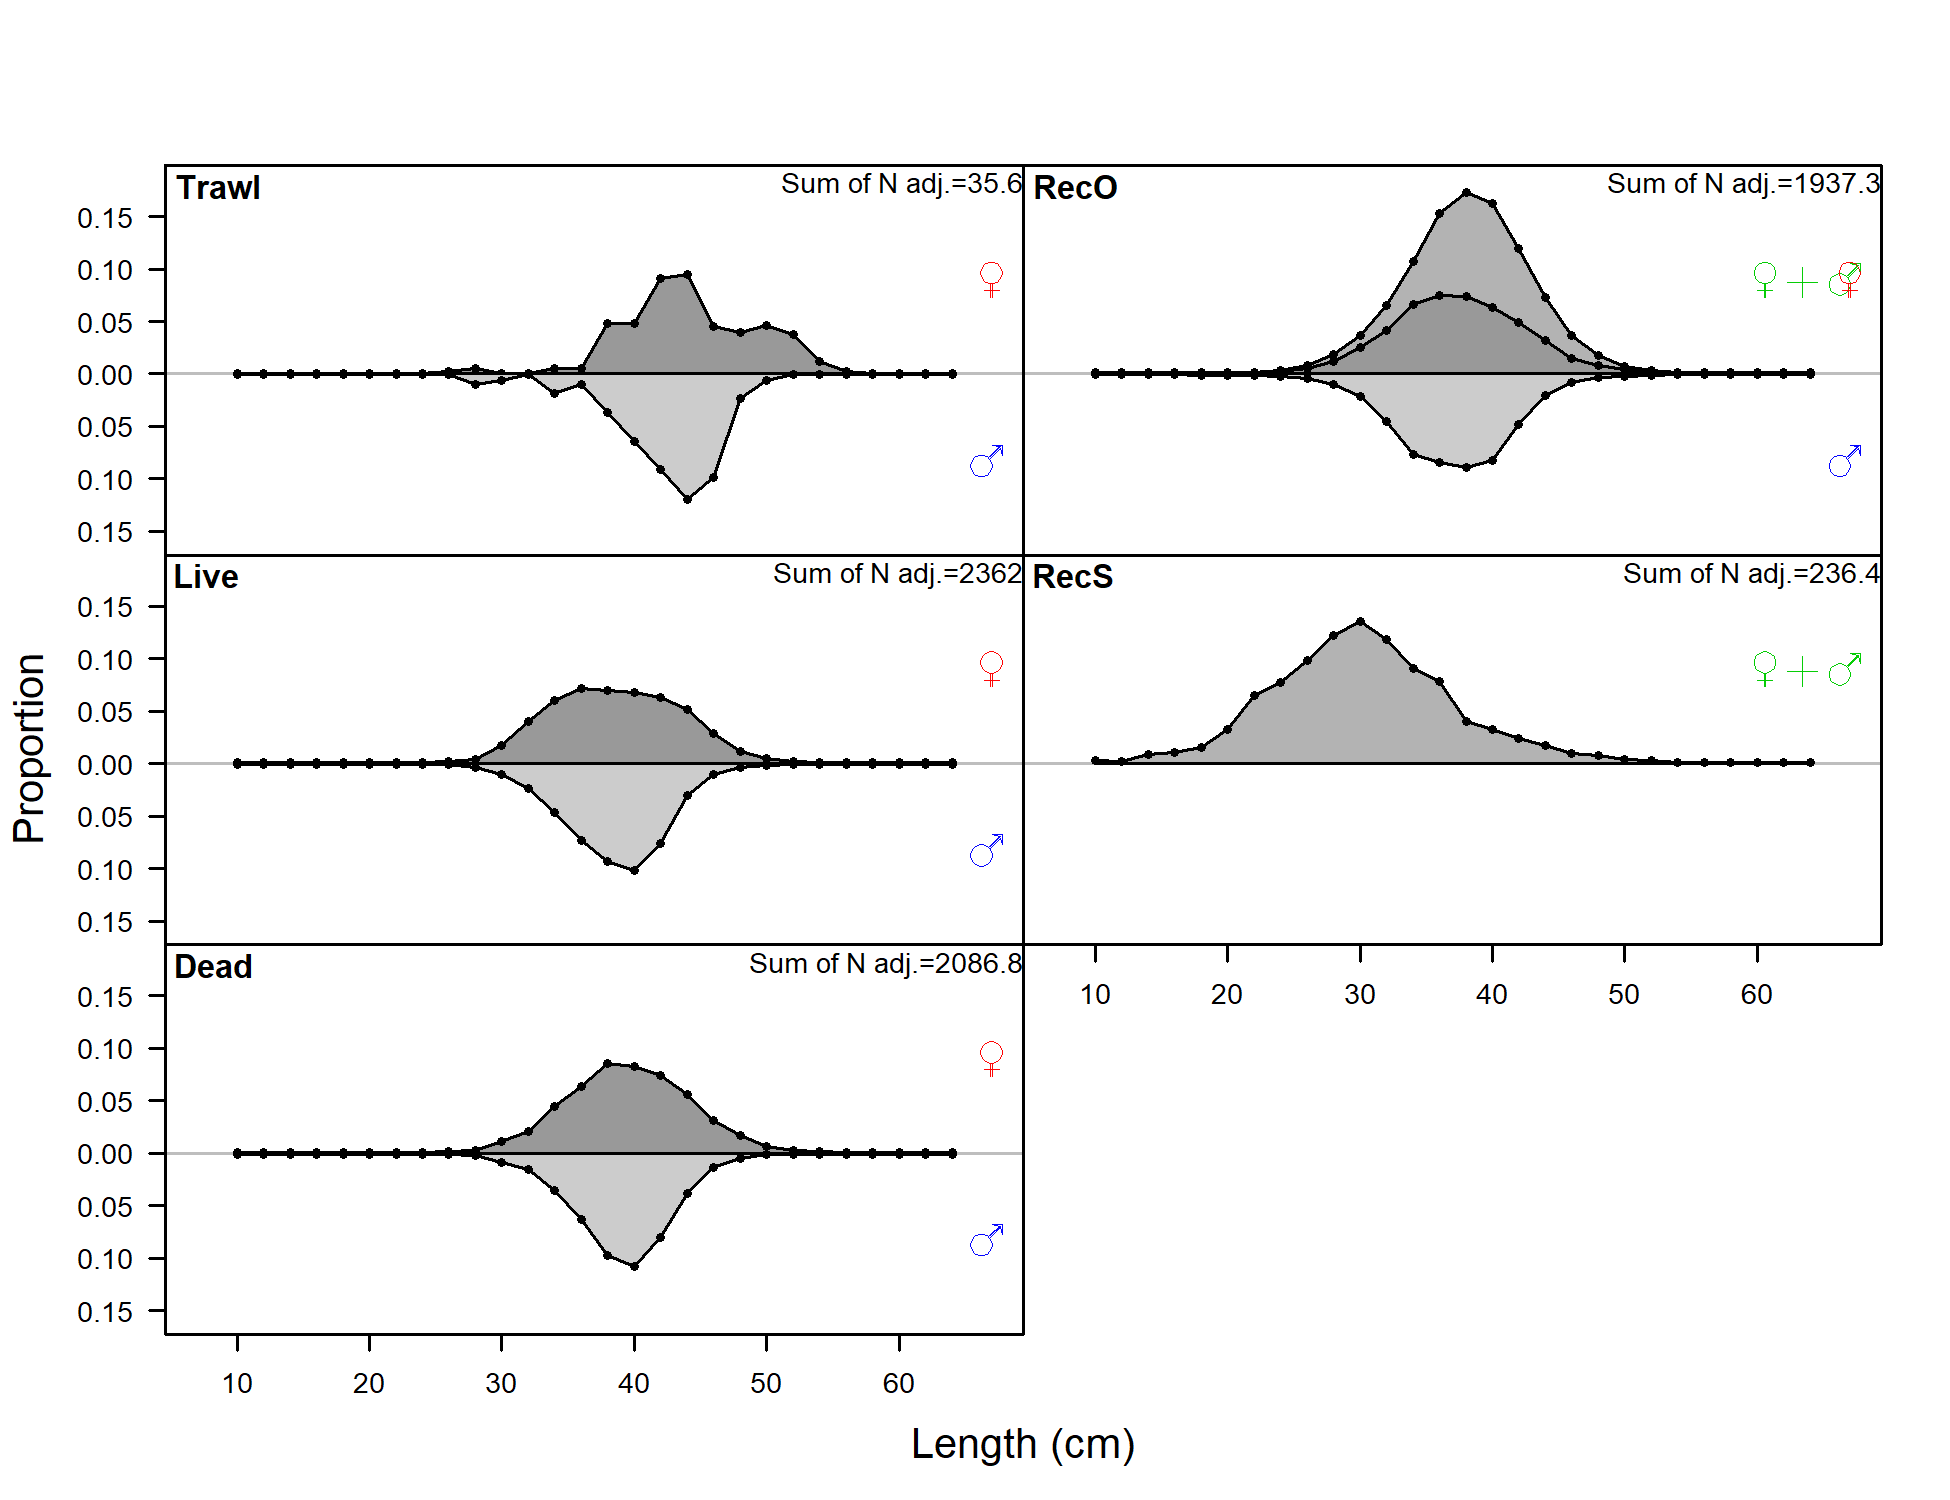 Trawl
Sum of N adj.=35.6
0.15
0.10
0.05
0.00
0.05
0.10
0.15
♀
♂
RecO
Sum of N adj.=1937.3
♀ + ♂ ♀
♂
Live
Sum of N adj.=2362
0.15
0.10
0.05
0.00
0.05
0.10
0.15
♀
♂
RecS
Sum of N adj.=236.4
♀ + ♂
10 20 30 40 50 60
Dead
Sum of N adj.=2086.8
0.15
0.10
0.05
0.00
0.05
0.10
0.15
♀
♂
10 20 30 40 50 60
Proportion
Length (cm)